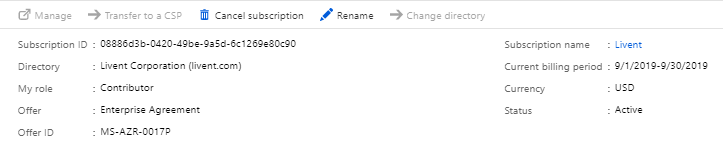 Manage Transfer to a CSP Cancel subscription Rename Change directory
Subscription ID : 08886d3b-0420-49be-9a5d-6c1269e80c90 Subscription name : Livent
Directory : Livent Corporation (livent.com) Current billing period : 9/1/2019-9/30/2019
My role : Contributor Currency : USD
Offer : Enterprise Agreement Status : Active
Offer ID : MS-AZR-0017P